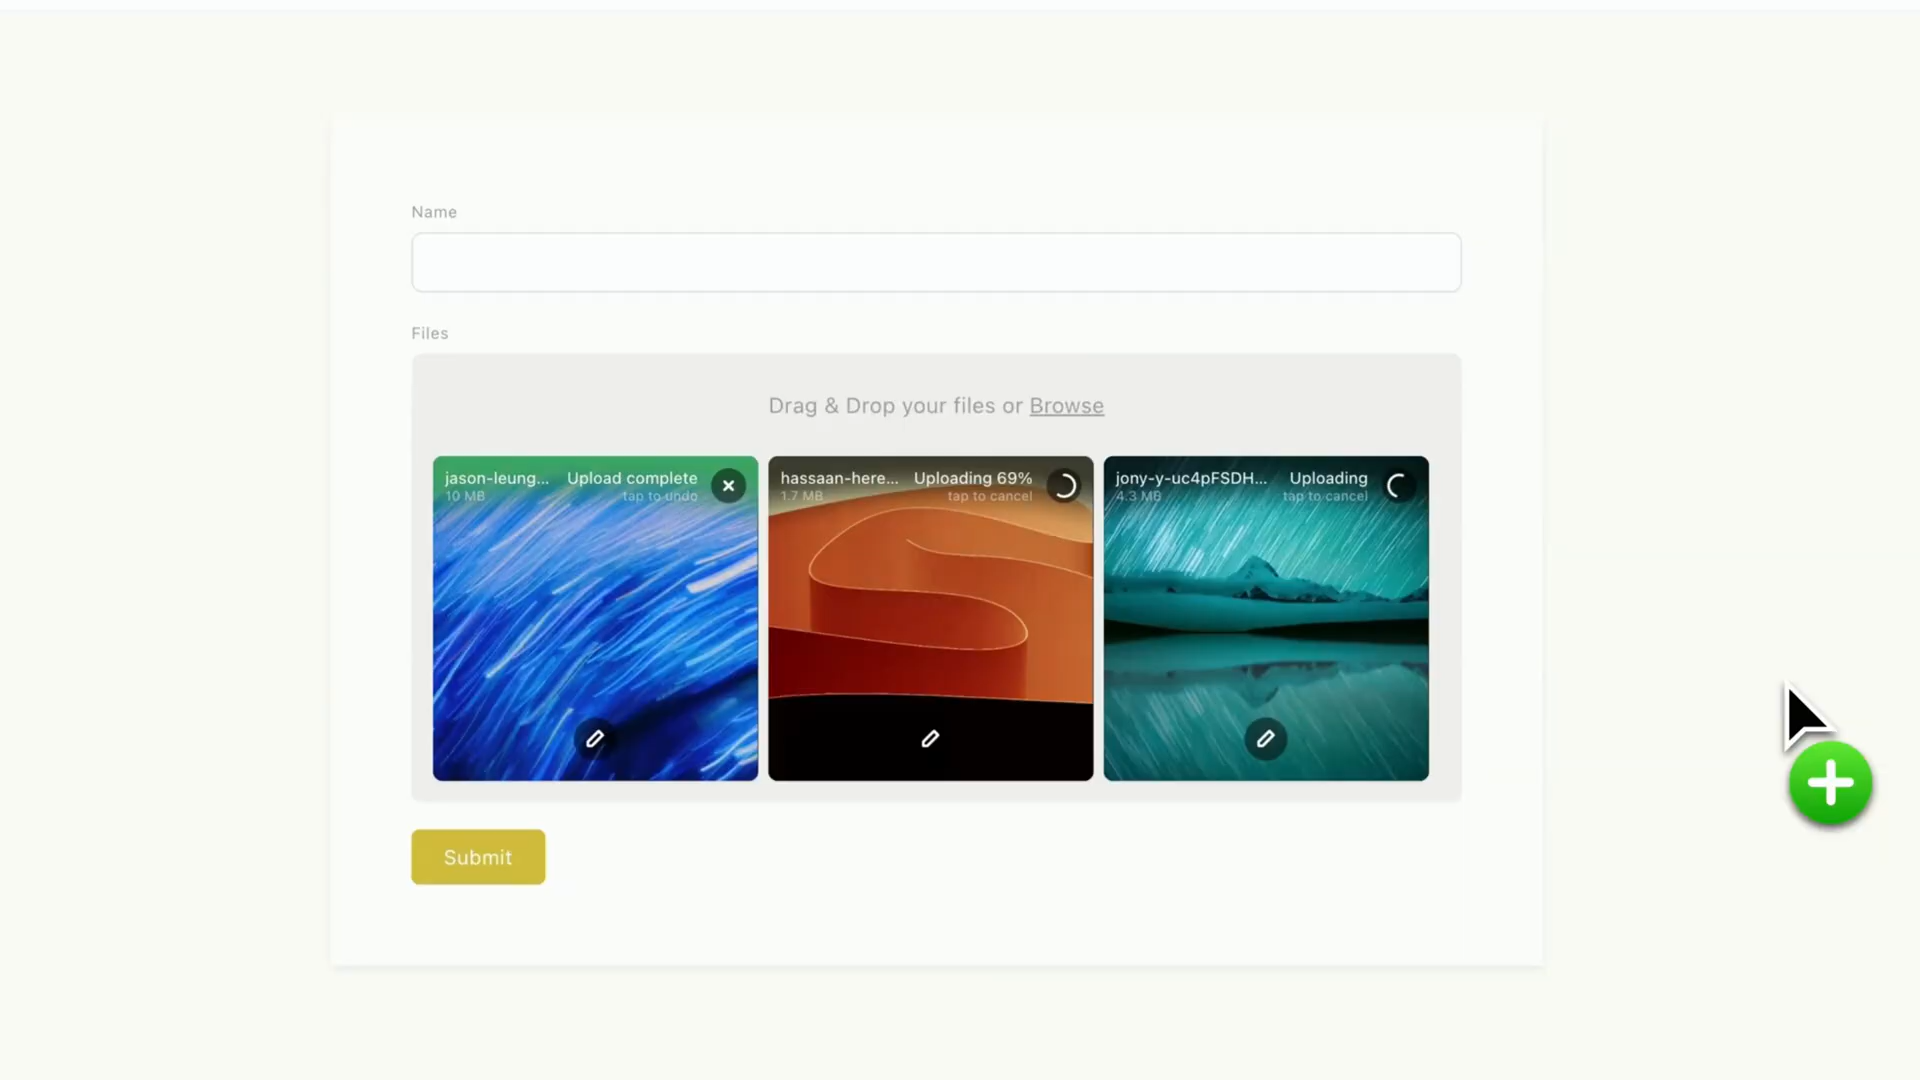 Name
Files
Drag & Drop your files or Browse
jason-leung... Upload complete
10 MB tap to undo
hassaan-here... Uploading 69%
1.7 MB tap to cancel
jony-y-uc4pFSDH... Uploading
4.3 MB tap to cancel
Submit